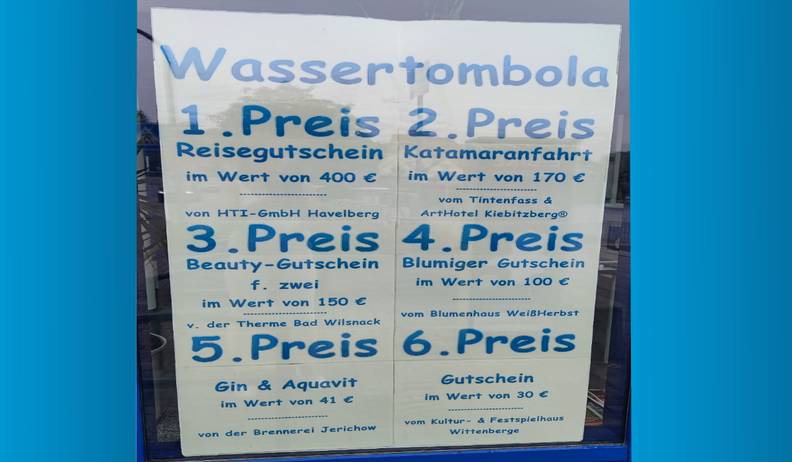 Wassertombola
1. Preis
Reisegutschein
im Wert von 400 €
-----------------------
von HTI-GmbH Havelberg
2. Preis
Katamaranfahrt
im Wert von 170 €
-----------------------
vom Tintenfass &
ArtHotel Kiebitzberg®
3. Preis
Beauty-Gutschein
f. zwei
im Wert von 150 €
-----------------------
v. der Therme Bad Wilsnack
4. Preis
Blumiger Gutschein
im Wert von 100 €
-----------------------
vom Blumenhaus WeißHerbst
5. Preis
Gin & Aquavit
im Wert von 41 €
-----------------------
von der Brennerei Jerichow
6. Preis
Gutschein
im Wert von 30 €
-----------------------
vom Kultur- & Festspielhaus
Wittenberge